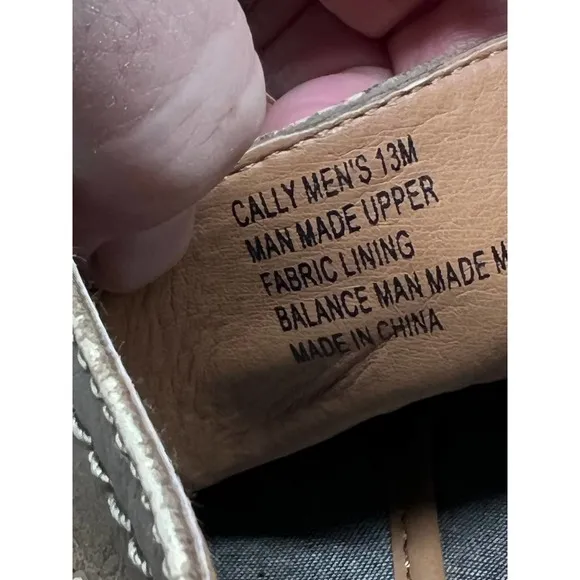 CALLY MEN'S 13M
MAN MADE UPPER
FABRIC LINING
BALANCE MAN MADE M
MADE IN CHINA